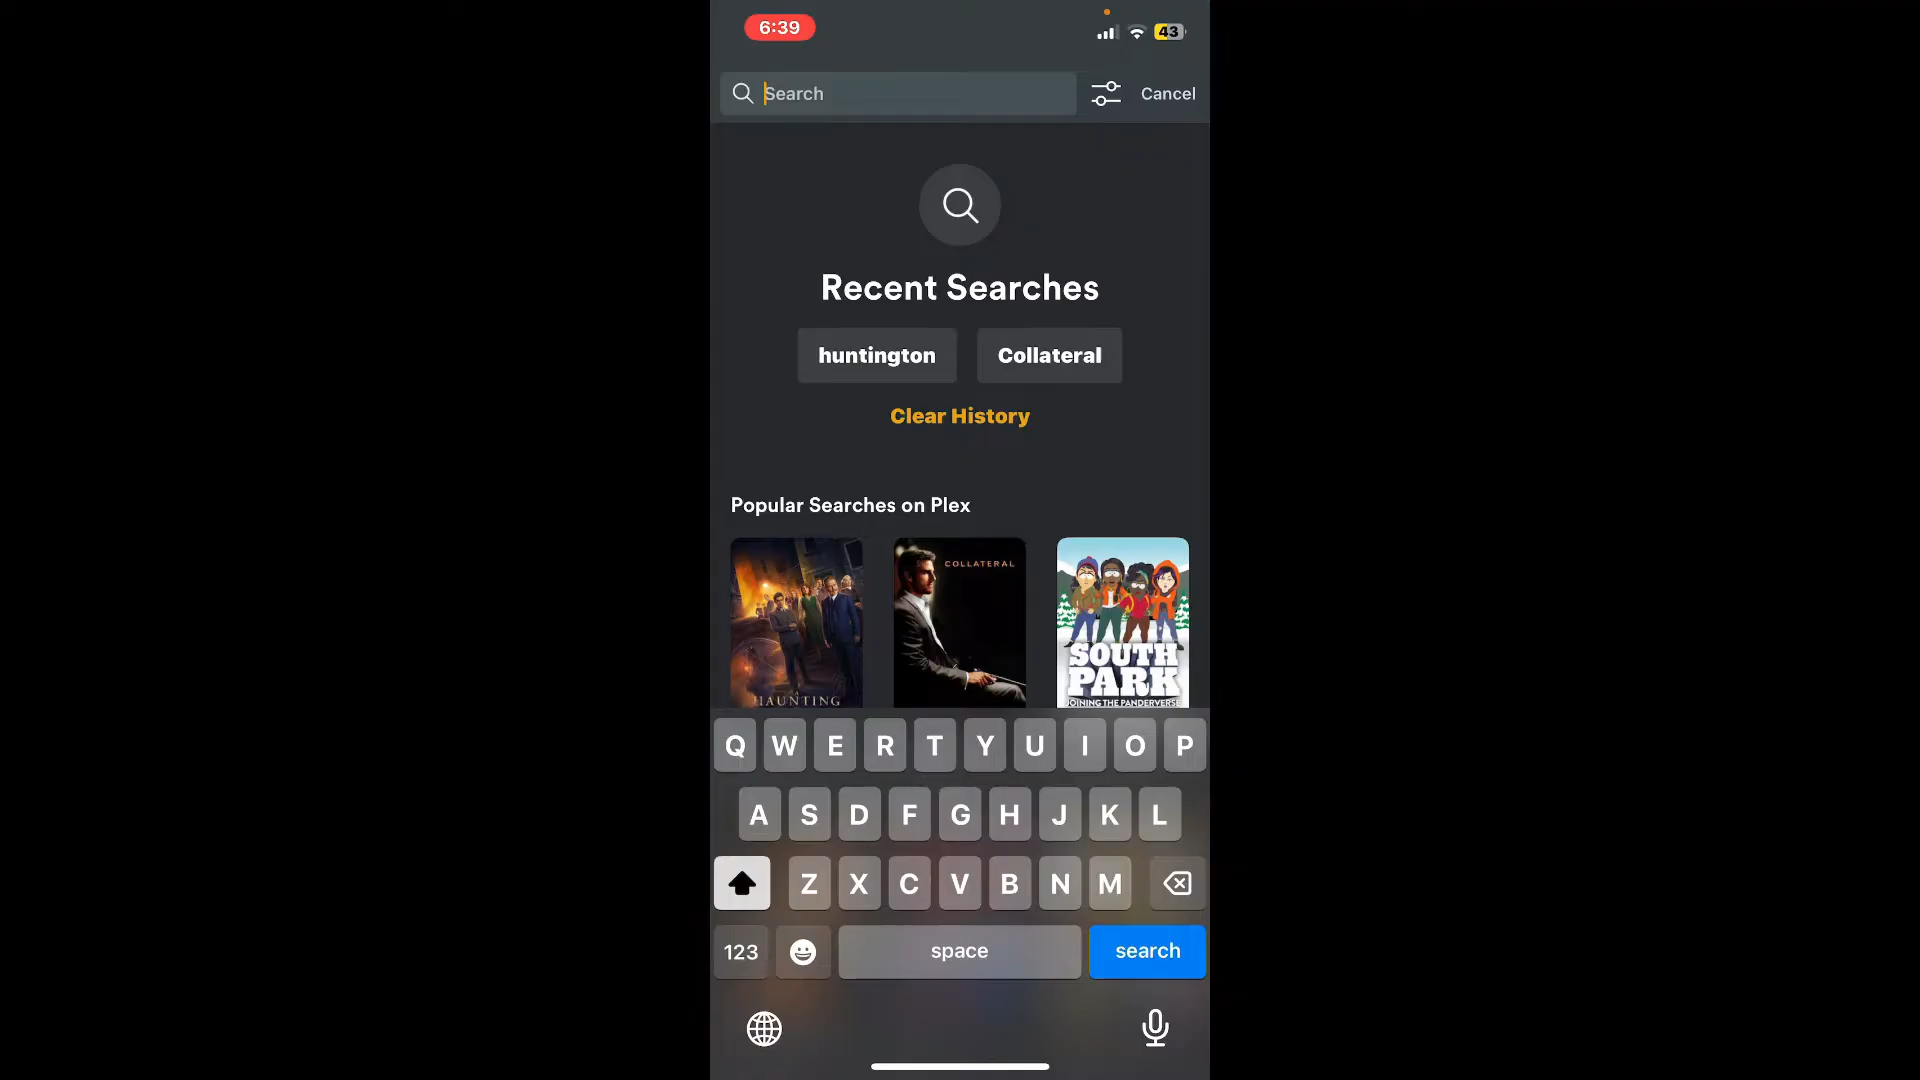 6:39
43
Search
Cancel
Recent Searches
huntington
Collateral
Clear History
Popular Searches on Plex
A
HAUNTING
COLLATERAL
SOUTH
PARK
JOINING THE PANDERVERSE
Q W E R T Y U I O P
A S D F G H J K L
Z X C V B N M
123
space
search